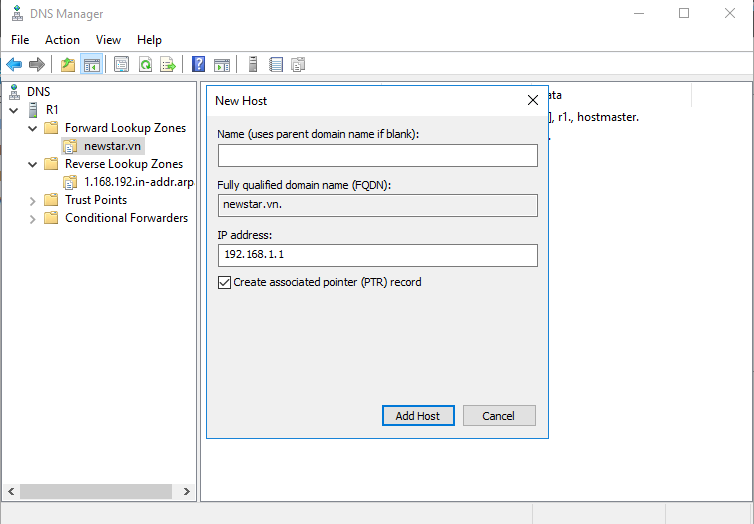 DNS Manager
File Action View Help
DNS
R1
Forward Lookup Zones
newstar.vn
Reverse Lookup Zones
1.168.192.in-addr.arp
Trust Points
Conditional Forwarders
ata
], r1., hostmaster.
New Host
Name (uses parent domain name if blank):
Fully qualified domain name (FQDN):
newstar.vn.
IP address:
192.168.1.1
Create associated pointer (PTR) record
Add Host Cancel